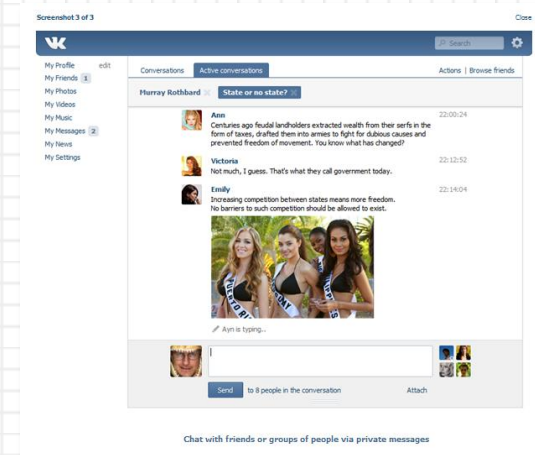 Screenshot 3 of 3
Close
Search
My Profile edit
My Friends 1
My Photos
My Videos
My Music
My Messages 2
My News
My Settings
Conversations Active conversations Actions | Browse friends
Murray Rothbard State or no state?
Ann 22:00:24
Centuries ago feudal landholders extracted wealth from their serfs in the
form of taxes, drafted them into armies to fight for dubious causes and
prevented freedom of movement. You know what has changed?
Victoria 22:12:52
Not much, I guess. That's what they call government today.
Emily 22:14:04
Increasing competition between states means more freedom.
No barriers to such competition should be allowed to exist.
PUERTO RI
DAY
PPINES
Ayn is typing..
Send to 8 people in the conversation Attach
Chat with friends or groups of people via private messages